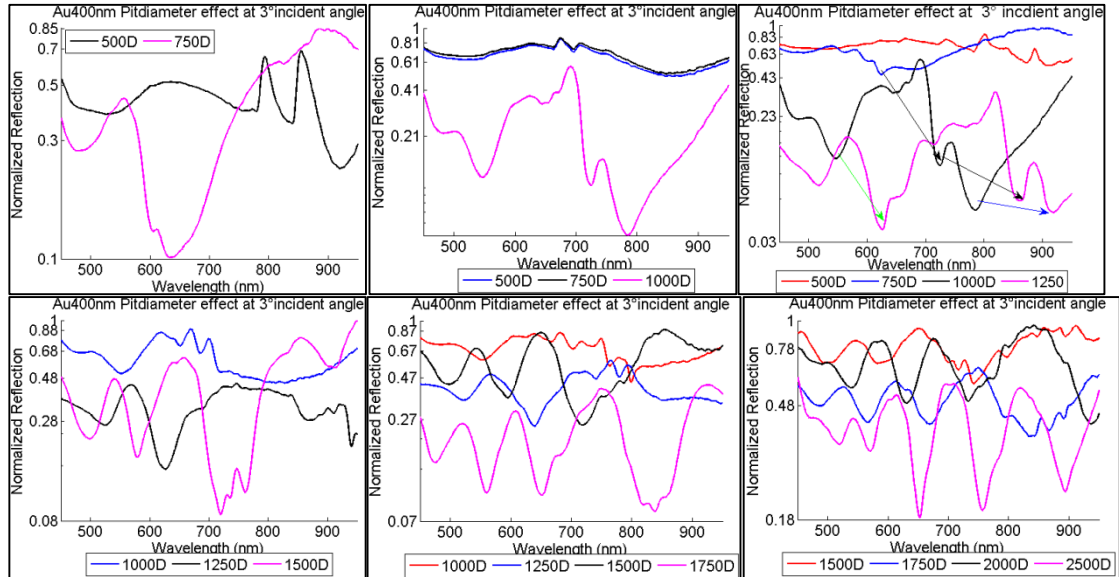 Au400nm Pitdiameter effect at 3°incident angle
0.85
0.7
0.5
0.3
0.1
Normalized Reflection
500D 750D
500 600 700 800 900
Wavelength (nm)
Au400nm Pitdiameter effect at 3°incident angle
1
0.81
0.61
0.41
0.21
Normalized Reflection
500 600 700 800 900
Wavelength (nm)
500D 750D 1000D
Au400nm Pitdiameter effect at 3° incdient angle
1
0.81
0.63
0.43
0.23
0.03
Normalized Reflection
500 600 700 800 900
Wavelength (nm)
500D 750D 1000D 1250
Au400nm Pitdiameter effect at 3°incident angle
1
0.88
0.68
0.48
0.28
0.08
Normalized Reflection
500 600 700 800 900
Wavelength (nm)
1000D 1250D 1500D
Au400nm Pitdiameter effect at 3°incident angle
1
0.87
0.67
0.47
0.27
0.07
Normalized Reflection
500 600 700 800 900
Wavelength (nm)
1000D 1250D 1500D 1750D
Au400nm Pitdiameter effect at 3°incident angle
1
0.78
0.48
0.18
Normalized Reflection
500 600 700 800 900
Wavelength (nm)
1500D 1750D 2000D 2500D